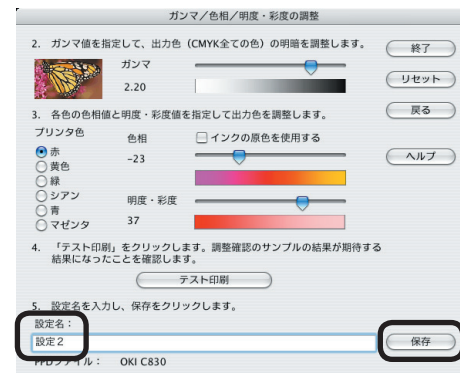 ガンマ／色相／明度・彩度の調整
2. ガンマ値を指定して、出力色（CMYK全ての色）の明暗を調整します。
終了
ガンマ
2.20
リセット
3. 各色の色相値と明度・彩度値を指定して出力色を調整します。
戻る
プリンタ色
色相
インクの原色を使用する
赤
-23
ヘルプ
黄色
緑
シアン
明度・彩度
青
37
マゼンタ
4. 「テスト印刷」をクリックします。調整確認のサンプルの結果が期待する
結果になったことを確認します。
テスト印刷
5. 設定名を入力し、保存をクリックします。
設定名：
設定２
保存
PPDファイル： OKI C830